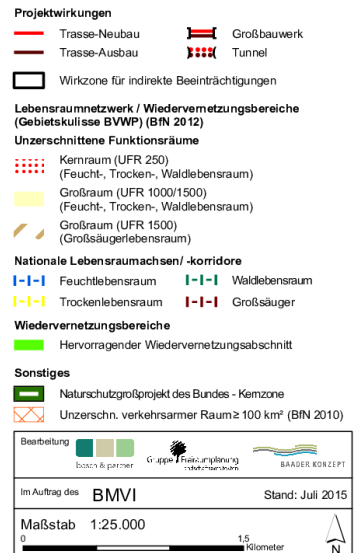 Projektwirkungen
Trasse-Neubau
Großbauwerk
Trasse-Ausbau
Tunnel
Wirkzone für indirekte Beeinträchtigungen
Lebensraumnetzwerk / Wiedervernetzungsbereiche
(Gebietskulisse BVWP) (BfN 2012)
Unzerschnittene Funktionsräume
Kernraum (UFR 250)
(Feucht-, Trocken-, Waldlebensraum)
Großraum (UFR 1000/1500)
(Feucht-, Trocken-, Waldlebensraum)
Großraum (UFR 1500)
(Großsäugerlebensraum)
Nationale Lebensraumachsen/ -korridore
Feuchtlebensraum
Waldlebensraum
Trockenlebensraum
Großsäuger
Wiedervernetzungsbereiche
Hervorragender Wiedervernetzungsabschnitt
Sonstiges
Naturschutzgroßprojekt des Bundes - Kernzone
Unzerschn. verkehrsarmer Raum ≥ 100 km² (BfN 2010)
Bearbeitung
bosch & partner
Gruppe Freiraumplanung
Landschaftsarchitekten
BAADER KONZEPT
Im Auftrag des BMVI
Stand: Juli 2015
Maßstab 1:25.000
0 1,5
Kilometer
N